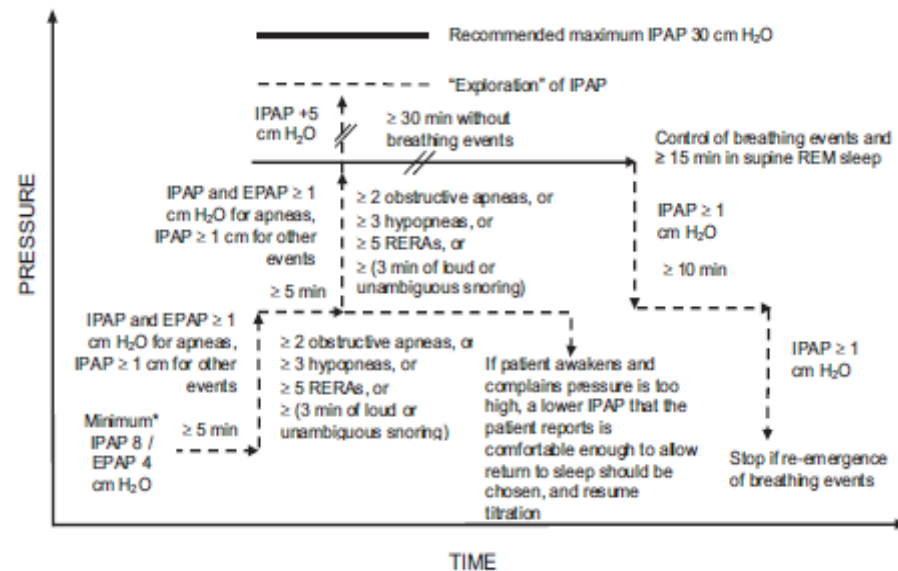 Recommended maximum IPAP 30 cm H₂O
"Exploration" of IPAP
IPAP +5
cm H₂O
≥ 30 min without
breathing events
Control of breathing events and
≥ 15 min in supine REM sleep
IPAP and EPAP ≥ 1
cm H₂O for apneas,
IPAP ≥ 1 cm for other
events
≥ 2 obstructive apneas, or
≥ 3 hypopneas, or
≥ 5 RERAs, or
≥ (3 min of loud or
unambiguous snoring)
IPAP ≥ 1
cm H₂O
≥ 10 min
≥ 5 min
IPAP and EPAP ≥ 1
cm H₂O for apneas,
IPAP ≥ 1 cm for other
events
≥ 2 obstructive apneas, or
≥ 3 hypopneas, or
≥ 5 RERAs, or
≥ (3 min of loud or
unambiguous snoring)
If patient awakens and
complains pressure is too
high, a lower IPAP that the
patient reports is
comfortable enough to allow
return to sleep should be
chosen, and resume
titration
IPAP ≥ 1
cm H₂O
Minimum*
IPAP 8 /
EPAP 4
cm H₂O
≥ 5 min
Stop if re-emergence
of breathing events
PRESSURE
TIME